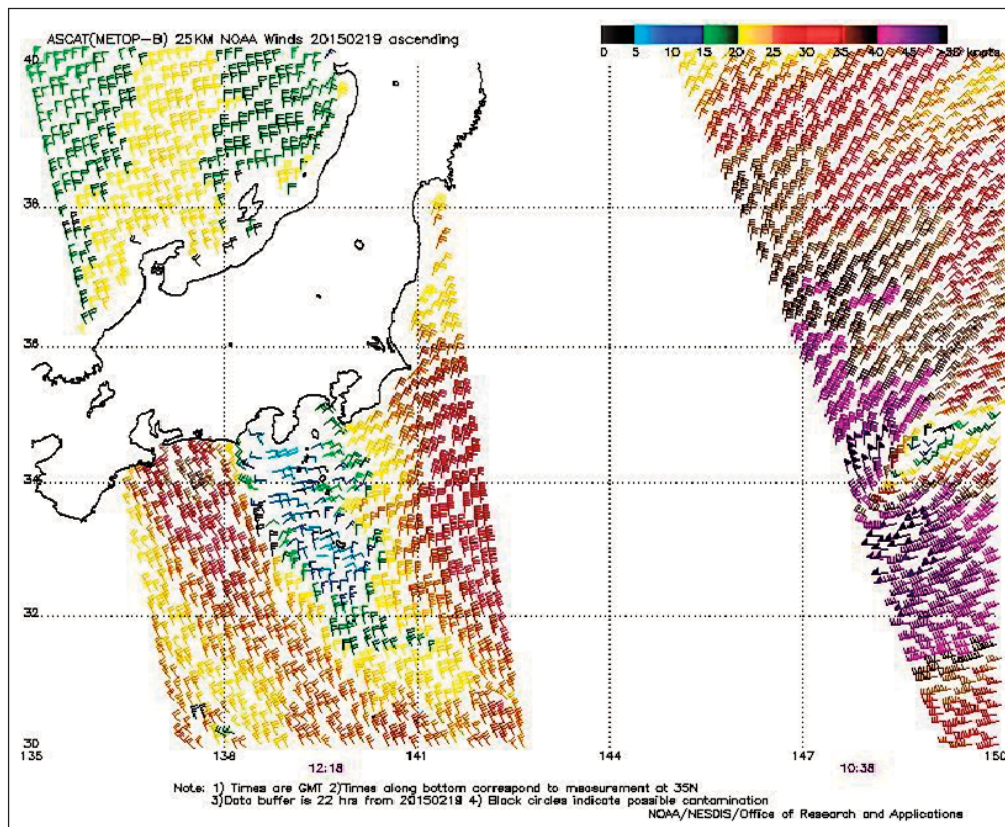 ASCAT(METOP-B) 25KM NOAA Winds 20150219 ascending
0 5 10 15 20 25 30 35 40 45 >50 knots
40
38
36
34
32
30
135 138 141 144 147 150
12:18 10:38
Note: 1) Times are GMT 2)Times along bottom correspond to measurement at 35N
3)Data buffer is 22 hrs from 20150219 4) Black circles indicate possible contamination
NOAA/NESDIS/Office of Research and Applications